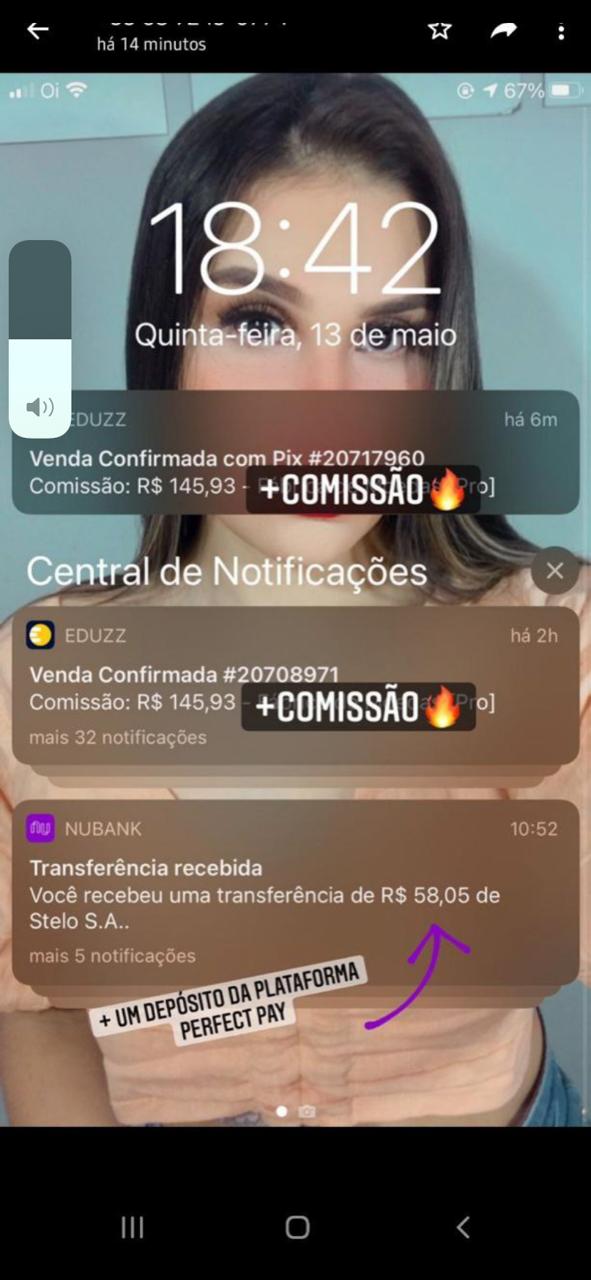 há 14 minutos
Oi 67%
18:42
Quinta-feira, 13 de maio
EDUZZ há 6m
Venda Confirmada com Pix #20717960
Comissão: R$ 145,93 - +COMISSÃO🔥 Pro]
Central de Notificações
EDUZZ há 2h
Venda Confirmada #20708971
Comissão: R$ 145,93 - +COMISSÃO🔥 Pro]
mais 32 notificações
nu NUBANK 10:52
Transferência recebida
Você recebeu uma transferência de R$ 58,05 de
Stelo S.A..
mais 5 notificações
+ UM DEPÓSITO DA PLATAFORMA
PERFECT PAY